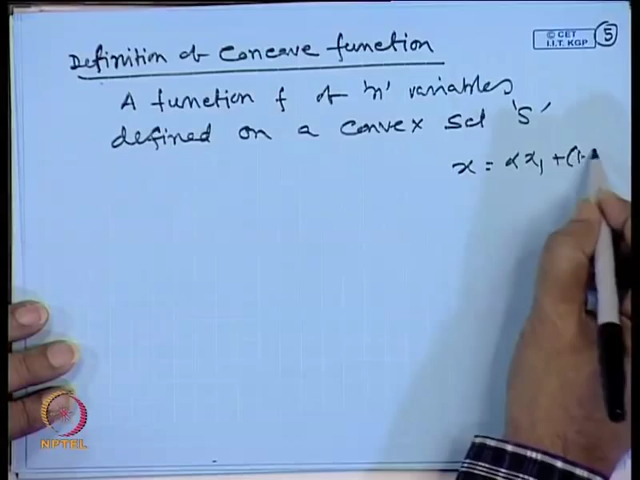 © CET
I.I.T. KGP
5
Definition of Concave function
A function f of 'n' variables
defined on a convex set 's'
x = αx₁ + (1-
NPTEL